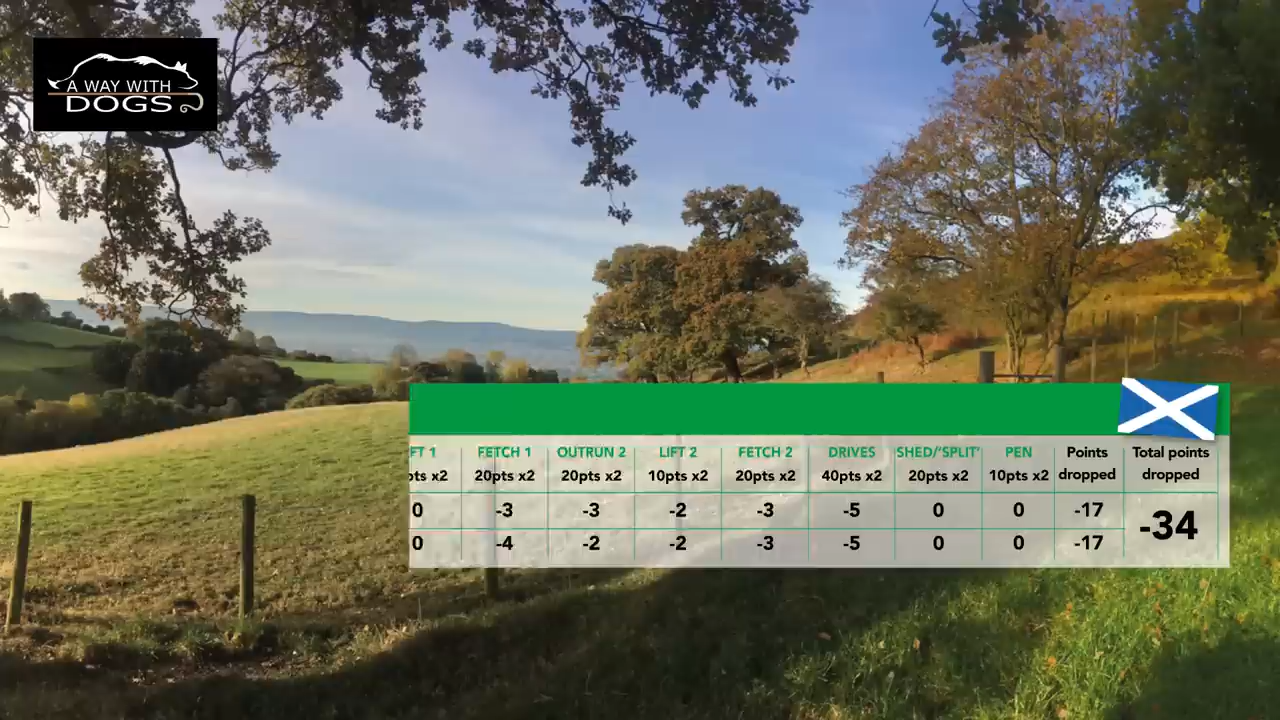 A WAY WITH
DOGS
FETCH 1 OUTRUN 2 LIFT 2 FETCH 2 DRIVES SHED/'SPLIT' PEN Points Total points
pts x2 20pts x2 20pts x2 10pts x2 20pts x2 40pts x2 20pts x2 10pts x2 dropped dropped
0 -3 -3 -2 -3 -5 0 0 -17 -34
0 -4 -2 -2 -3 -5 0 0 -17